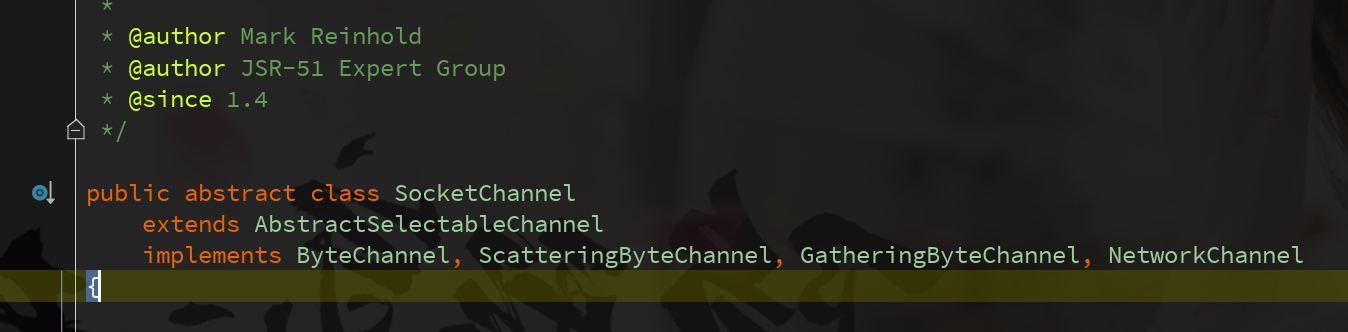 *
* @author Mark Reinhold
* @author JSR-51 Expert Group
* @since 1.4
*/
public abstract class SocketChannel
extends AbstractSelectableChannel
implements ByteChannel, ScatteringByteChannel, GatheringByteChannel, NetworkChannel
{